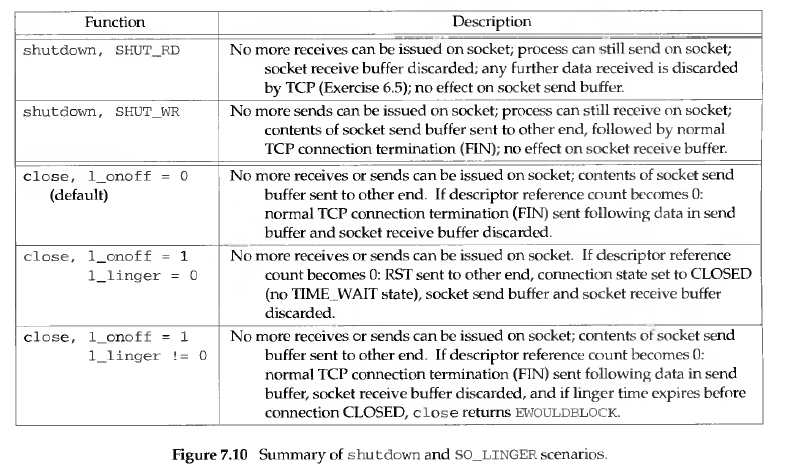 Function Description
shutdown, SHUT_RD No more receives can be issued on socket; process can still send on socket;
socket receive buffer discarded; any further data received is discarded
by TCP (Exercise 6.5); no effect on socket send buffer.
shutdown, SHUT_WR No more sends can be issued on socket; process can still receive on socket;
contents of socket send buffer sent to other end, followed by normal
TCP connection termination (FIN); no effect on socket receive buffer.
close, l_onoff = 0 No more receives or sends can be issued on socket; contents of socket send
(default) buffer sent to other end. If descriptor reference count becomes 0:
normal TCP connection termination (FIN) sent following data in send
buffer and socket receive buffer discarded.
close, l_onoff = 1 No more receives or sends can be issued on socket. If descriptor reference
l_linger = 0 count becomes 0: RST sent to other end, connection state set to CLOSED
(no TIME_WAIT state), socket send buffer and socket receive buffer
discarded.
close, l_onoff = 1 No more receives or sends can be issued on socket; contents of socket send
l_linger != 0 buffer sent to other end. If descriptor reference count becomes 0:
normal TCP connection termination (FIN) sent following data in send
buffer, socket receive buffer discarded, and if linger time expires before
connection CLOSED, close returns EWOULDBLOCK.
Figure 7.10 Summary of shutdown and SO_LINGER scenarios.